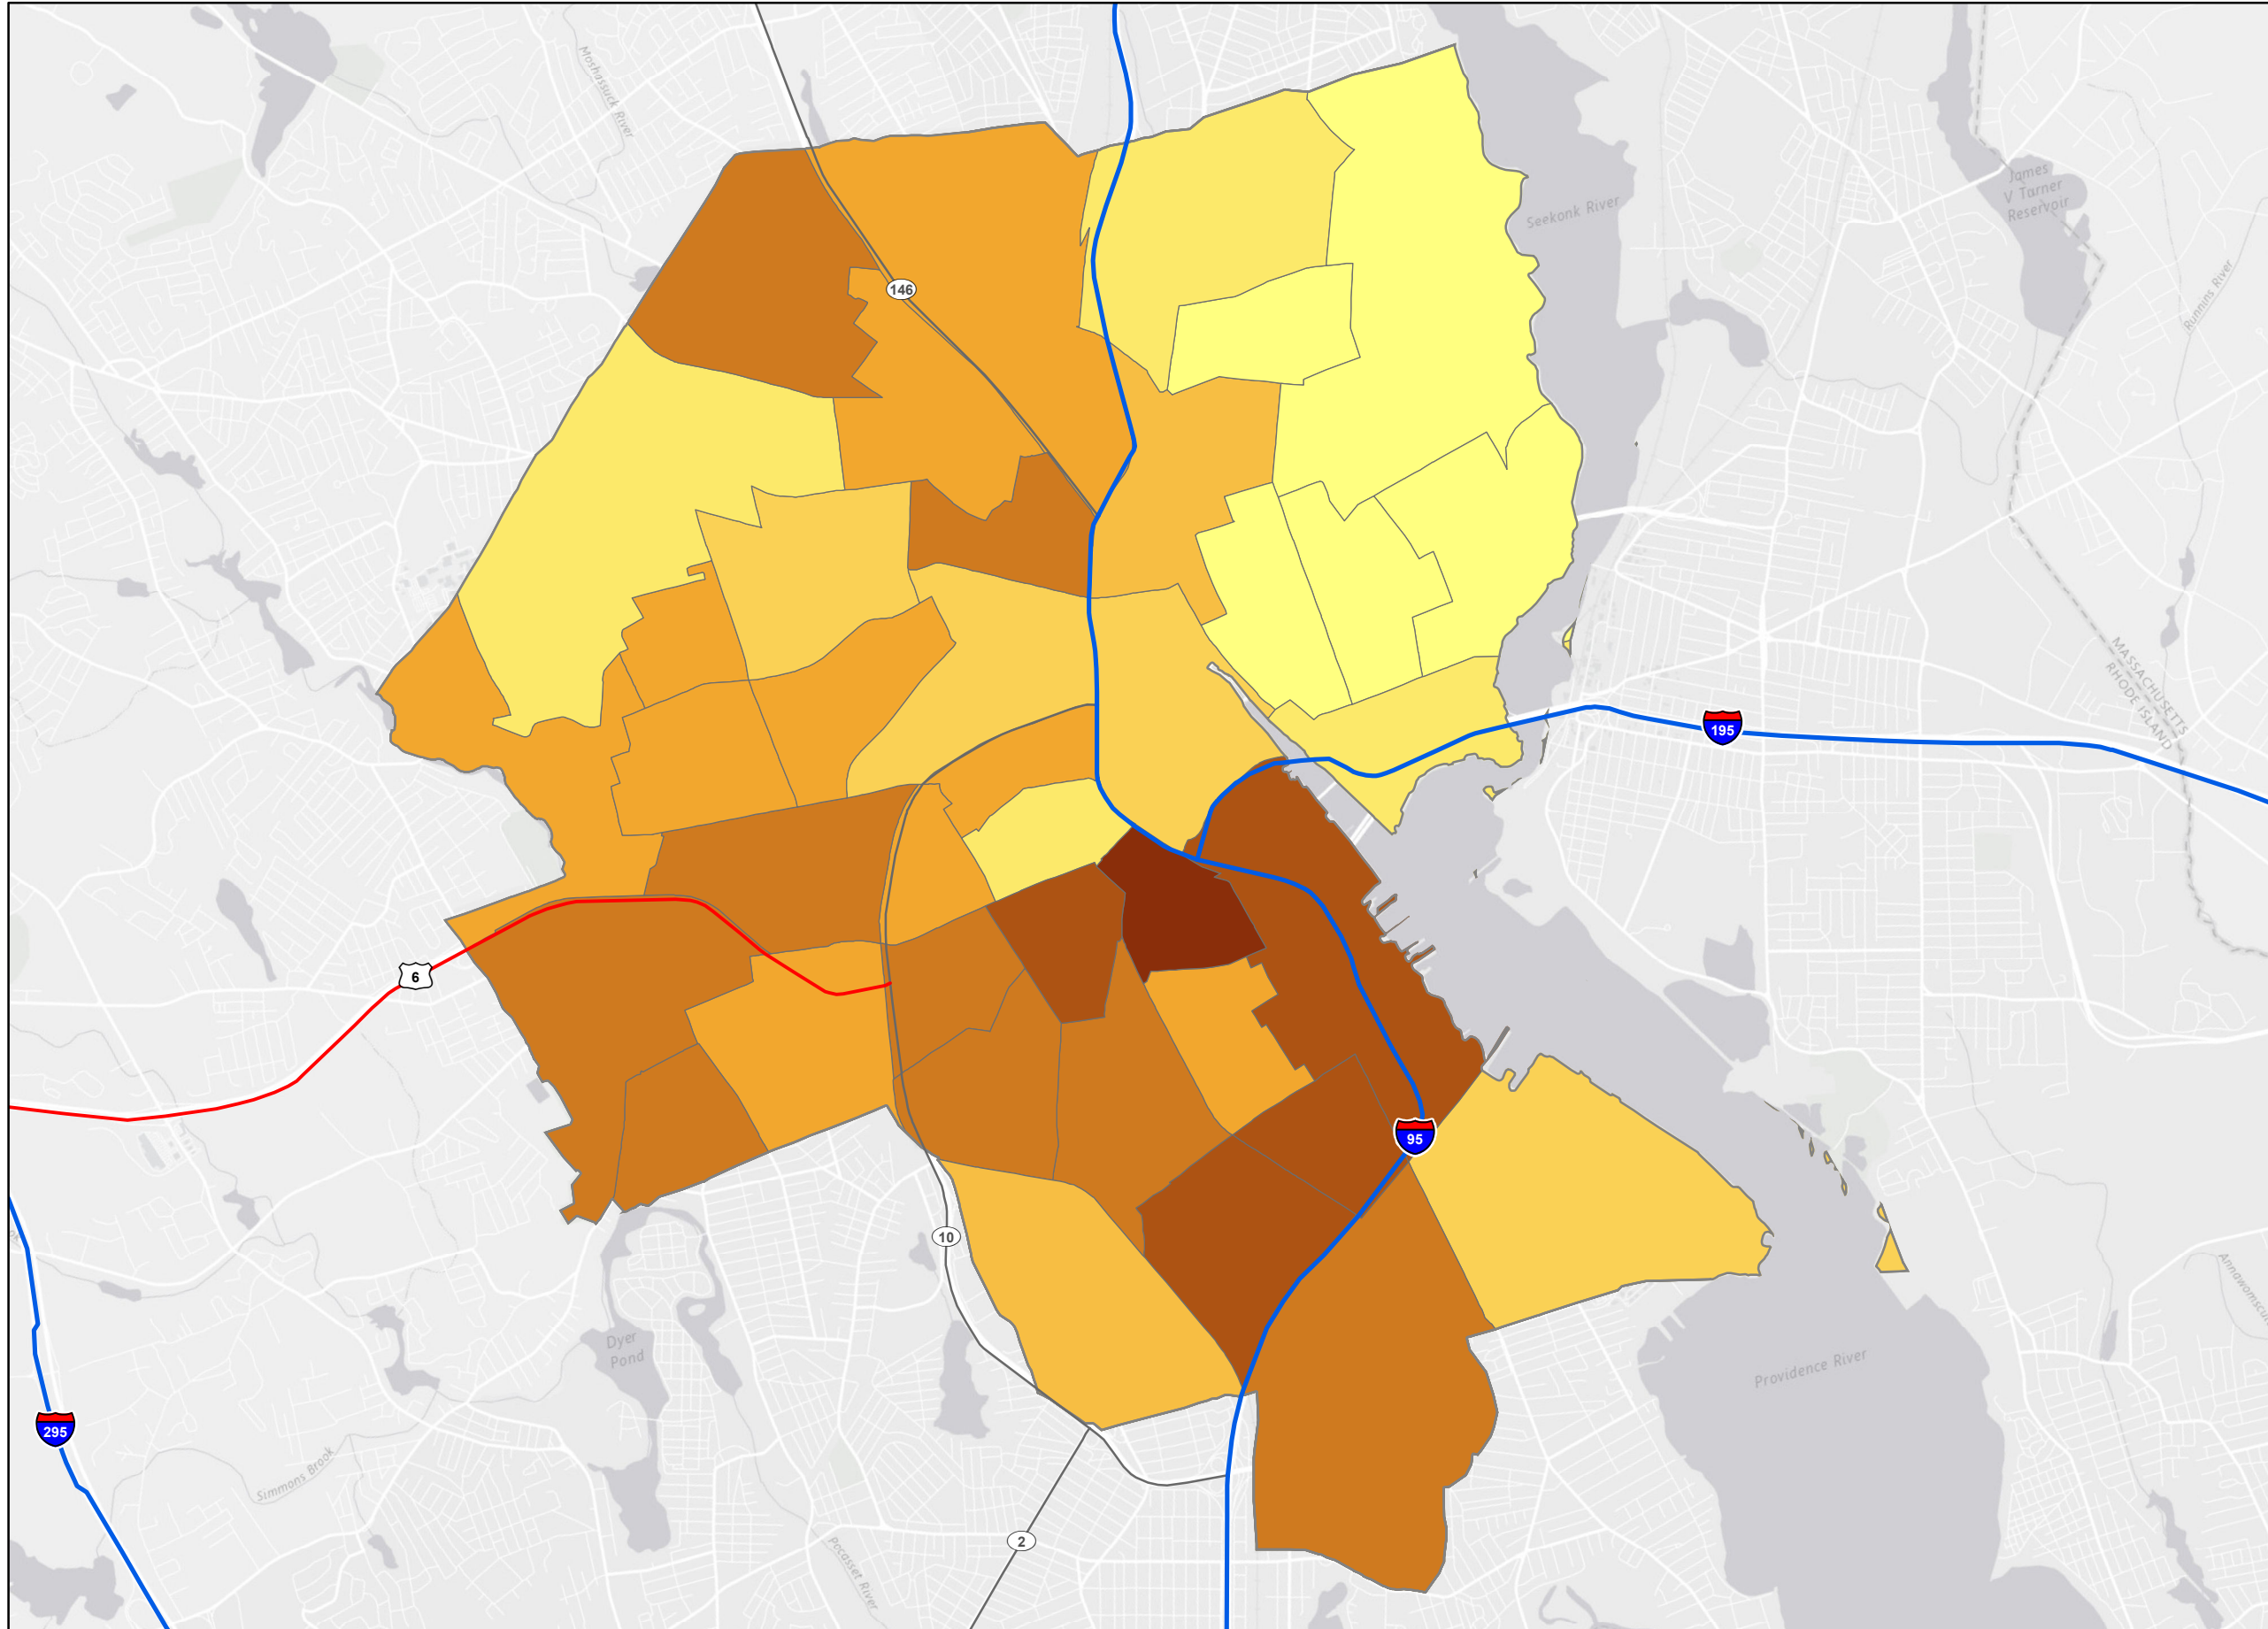 Moshassuck River
James
V Turner
Reservoir
Seekonk River
Runnins River
146
MASSACHUSETTS
RHODE ISLAND
195
6
95
10
Dyer
Pond
Providence River
295
Simmons Brook
2
Pocasset River